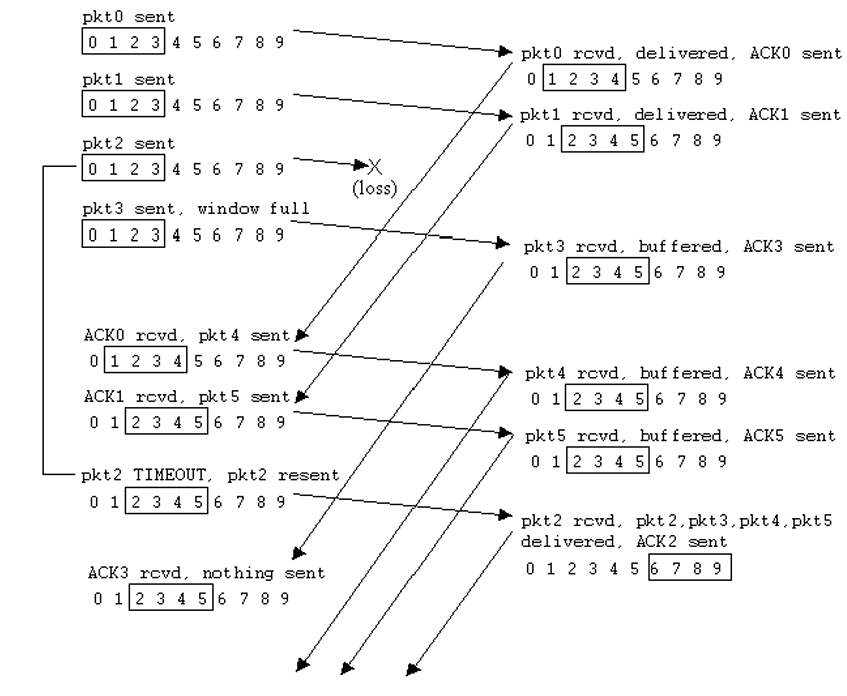 pkt0 sent
0 1 2 3 4 5 6 7 8 9
pkt0 rcvd, delivered, ACK0 sent
0 1 2 3 4 5 6 7 8 9
pkt1 sent
0 1 2 3 4 5 6 7 8 9
pkt1 rcvd, delivered, ACK1 sent
0 1 2 3 4 5 6 7 8 9
pkt2 sent
0 1 2 3 4 5 6 7 8 9
X
(loss)
pkt3 sent, window full
0 1 2 3 4 5 6 7 8 9
pkt3 rcvd, buffered, ACK3 sent
0 1 2 3 4 5 6 7 8 9
ACK0 rcvd, pkt4 sent
0 1 2 3 4 5 6 7 8 9
pkt4 rcvd, buffered, ACK4 sent
0 1 2 3 4 5 6 7 8 9
ACK1 rcvd, pkt5 sent
0 1 2 3 4 5 6 7 8 9
pkt5 rcvd, buffered, ACK5 sent
0 1 2 3 4 5 6 7 8 9
pkt2 TIMEOUT, pkt2 resent
0 1 2 3 4 5 6 7 8 9
pkt2 rcvd, pkt2,pkt3,pkt4,pkt5
delivered, ACK2 sent
0 1 2 3 4 5 6 7 8 9
ACK3 rcvd, nothing sent
0 1 2 3 4 5 6 7 8 9